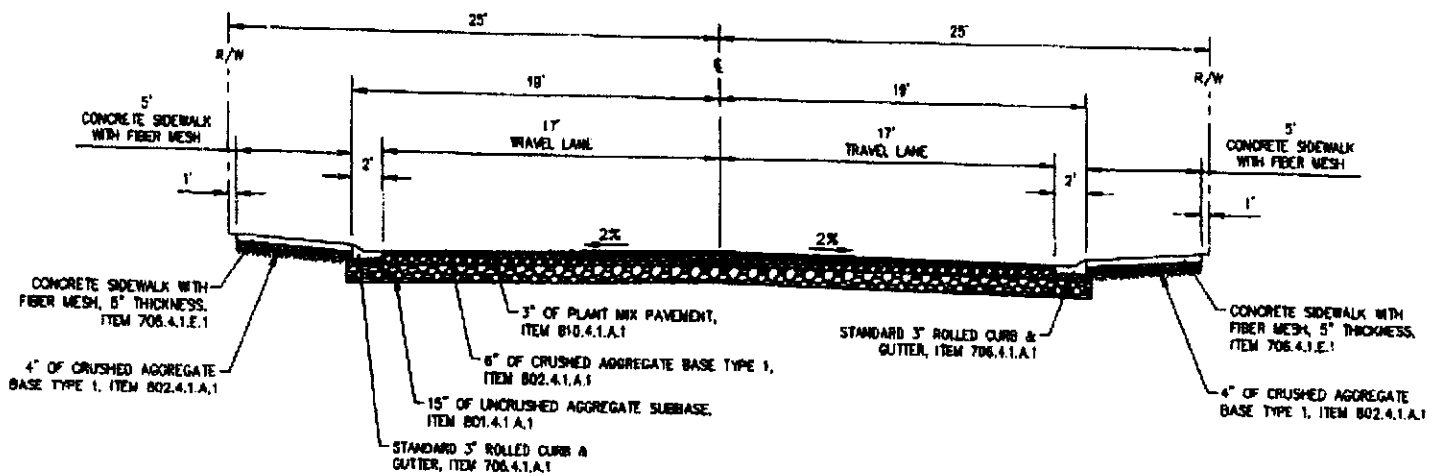 25'
25'
R/W
℄
R/W
19'
19'
5'
CONCRETE SIDEWALK
WITH FIBER MESH
17'
TRAVEL LANE
17'
TRAVEL LANE
5'
CONCRETE SIDEWALK
WITH FIBER MESH
2'
2'
1'
1'
2%
2%
CONCRETE SIDEWALK WITH
FIBER MESH, 5" THICKNESS,
ITEM 706.4.1.E.1
3" OF PLANT MIX PAVEMENT,
ITEM 810.4.1.A.1
STANDARD 3" ROLLED CURB &
GUTTER, ITEM 706.4.1.A.1
CONCRETE SIDEWALK WITH
FIBER MESH, 5" THICKNESS,
ITEM 706.4.1.E.1
4" OF CRUSHED AGGREGATE
BASE TYPE 1, ITEM 802.4.1.A.1
6" OF CRUSHED AGGREGATE BASE TYPE 1,
ITEM 802.4.1.A.1
4" OF CRUSHED AGGREGATE
BASE TYPE 1, ITEM 802.4.1.A.1
15" OF UNCRUSHED AGGREGATE SUBBASE,
ITEM 801.4.1.A.1
STANDARD 3" ROLLED CURB &
GUTTER, ITEM 706.4.1.A.1